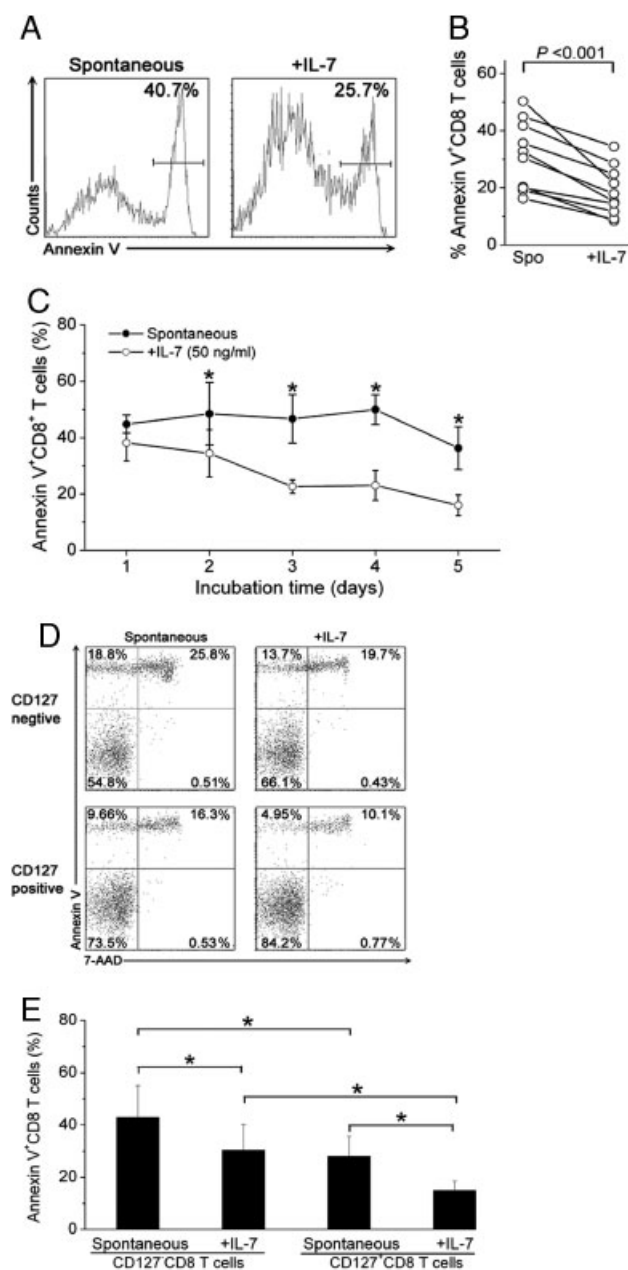 A
Spontaneous
40.7%
+IL-7
25.7%
Counts
Annexin V
B
P <0.001
% Annexin V+CD8 T cells
60
40
20
0
Spo +IL-7
C
Annexin V+CD8+ T cells (%)
80
60
40
20
0
Spontaneous
+IL-7 (50 ng/ml)
* * * *
1 2 3 4 5
Incubation time (days)
D
Spontaneous +IL-7
CD127
negtive
18.8% 25.8%
54.8% 0.51%
13.7% 19.7%
66.1% 0.43%
CD127
positive
9.66% 16.3%
73.5% 0.53%
4.95% 10.1%
84.2% 0.77%
Annexin V
7-AAD
E
Annexin V+CD8 T cells (%)
80
60
40
20
0
*
* *
*
Spontaneous +IL-7 Spontaneous +IL-7
CD127-CD8 T cells CD127+CD8 T cells